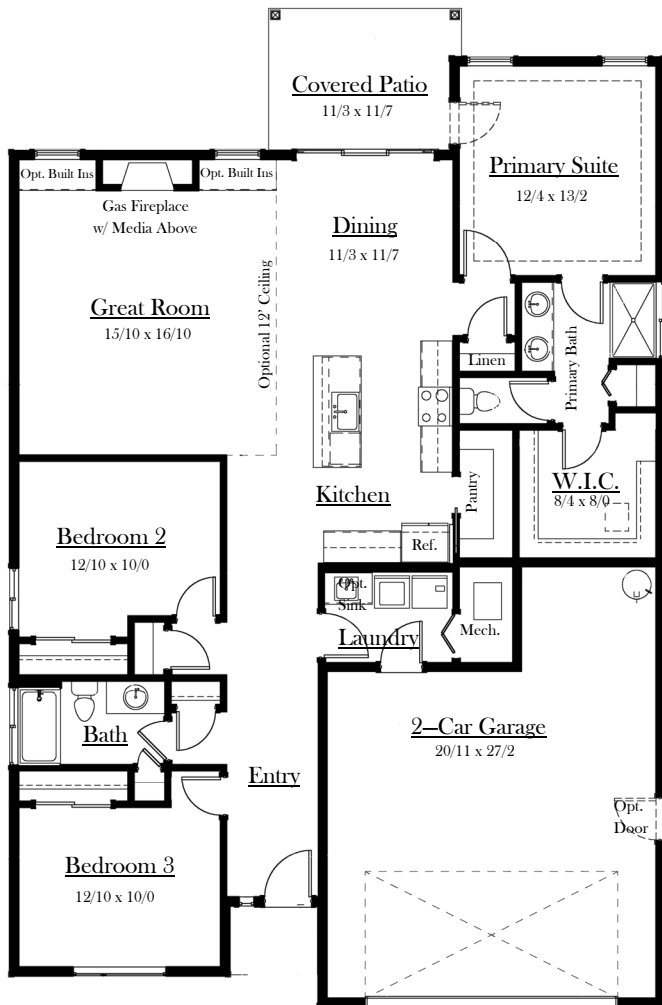 Covered Patio
11/3 x 11/7
Primary Suite
12/4 x 13/2
Opt. Built Ins
Opt. Built Ins
Gas Fireplace
w/ Media Above
Dining
11/3 x 11/7
Great Room
15/10 x 16/10
Optional 12' Ceiling
Linen
Primary Bath
Kitchen
Pantry
W.I.C.
8/4 x 8/0
Ref.
Bedroom 2
12/10 x 10/0
Opt.
Sink
Laundry
Mech.
Bath
2–Car Garage
20/11 x 27/2
Entry
Opt.
Door
Bedroom 3
12/10 x 10/0